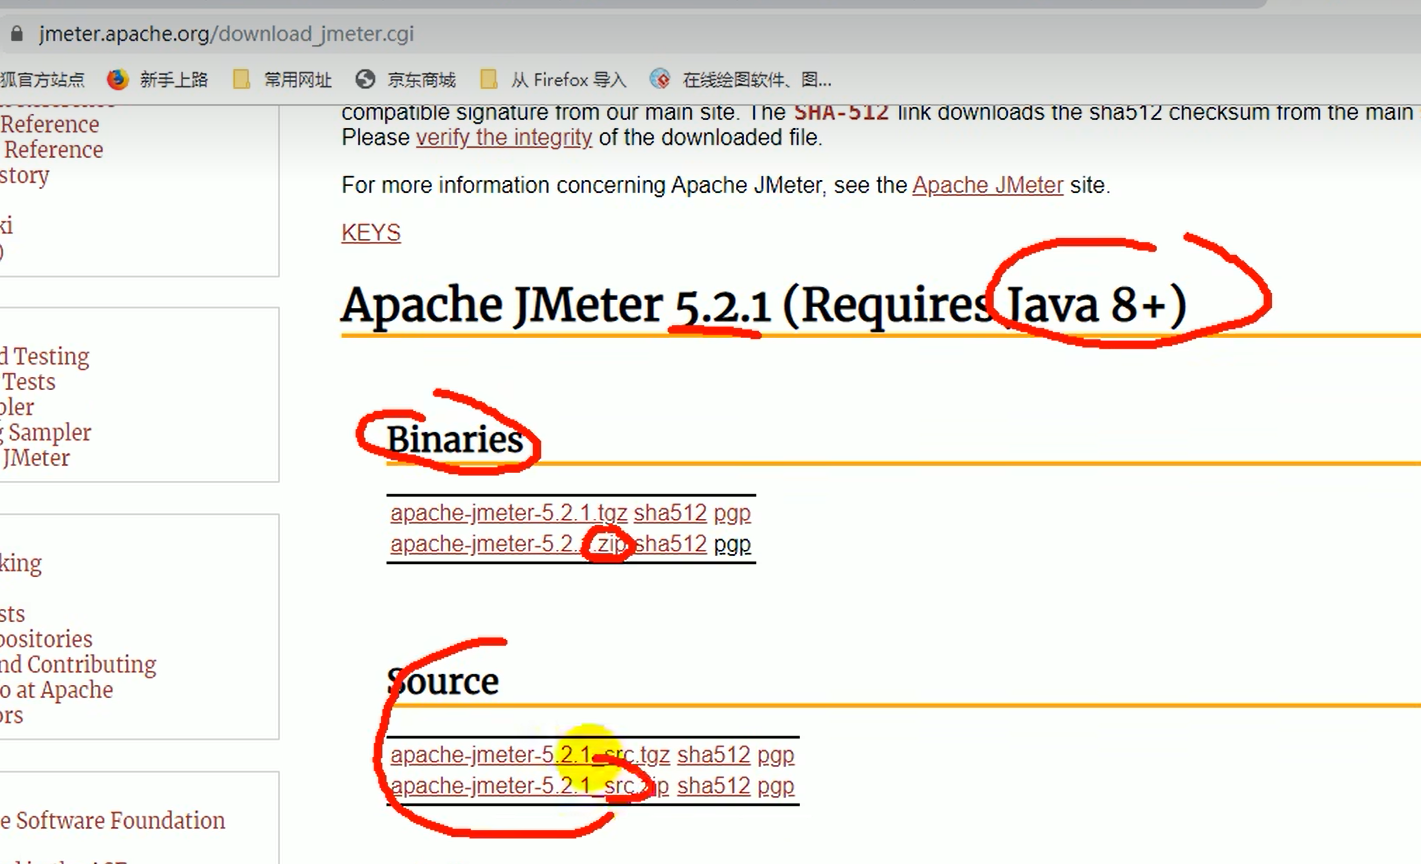 jmeter.apache.org/download_jmeter.cgi
狐官方站点 新手上路 常用网址 京东商城 从 Firefox 导入 在线绘图软件、图...
Reference
Reference
story
ki
)
d Testing
Tests
pler
g Sampler
JMeter
king
sts
positories
nd Contributing
o at Apache
ors
e Software Foundation
compatible signature from our main site. The SHA-512 link downloads the sha512 checksum from the main
Please verify the integrity of the downloaded file.
For more information concerning Apache JMeter, see the Apache JMeter site.
KEYS
Apache JMeter 5.2.1 (Requires Java 8+)
Binaries
apache-jmeter-5.2.1.tgz sha512 pgp
apache-jmeter-5.2.1.zip sha512 pgp
Source
apache-jmeter-5.2.1_src.tgz sha512 pgp
apache-jmeter-5.2.1_src.zip sha512 pgp